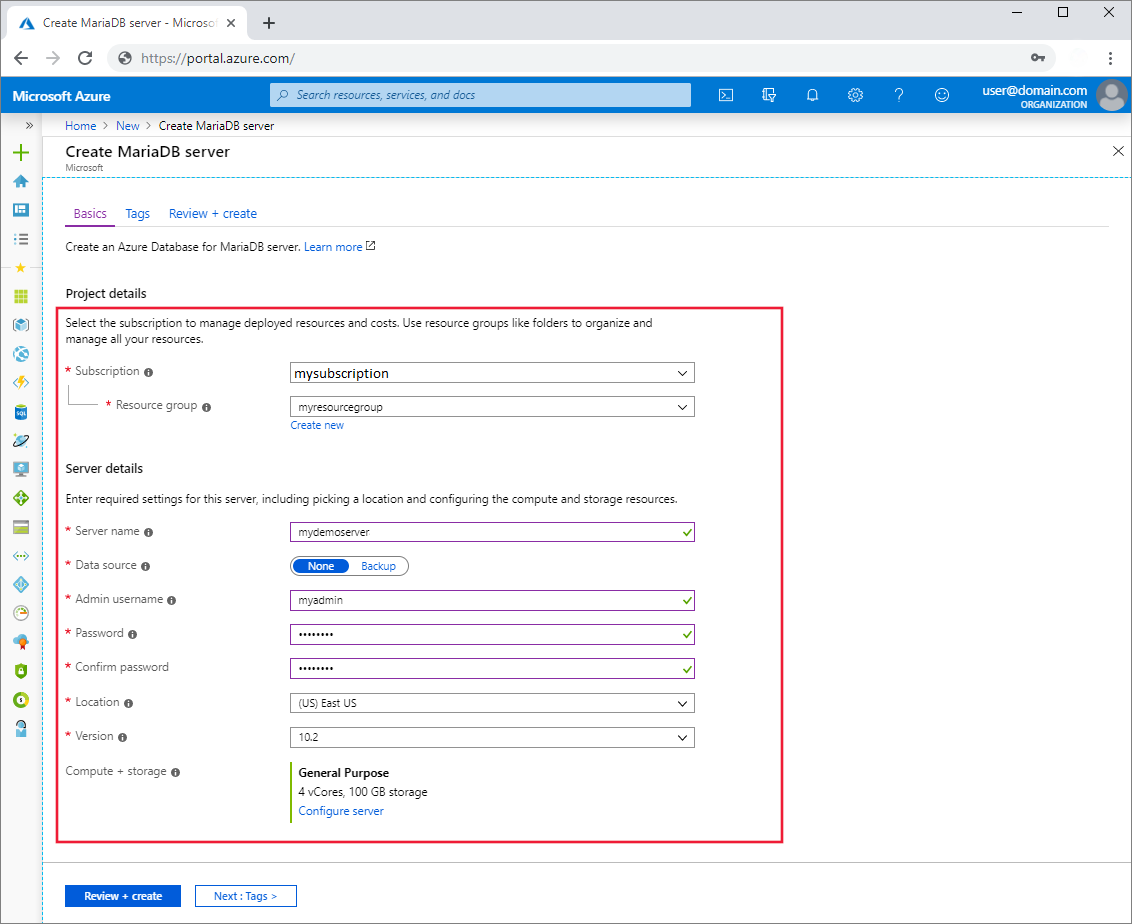 Create MariaDB server - Microsof
https://portal.azure.com/
Microsoft Azure
Search resources, services, and docs
user@domain.com
ORGANIZATION
Home > New > Create MariaDB server
Create MariaDB server
Microsoft
Basics Tags Review + create
Create an Azure Database for MariaDB server. Learn more
Project details
Select the subscription to manage deployed resources and costs. Use resource groups like folders to organize and
manage all your resources.
* Subscription mysubscription
* Resource group myresourcegroup
Create new
Server details
Enter required settings for this server, including picking a location and configuring the compute and storage resources.
* Server name mydemoserver
* Data source None Backup
* Admin username myadmin
* Password ••••••••
* Confirm password ••••••••
* Location (US) East US
* Version 10.2
Compute + storage General Purpose
4 vCores, 100 GB storage
Configure server
Review + create Next : Tags >